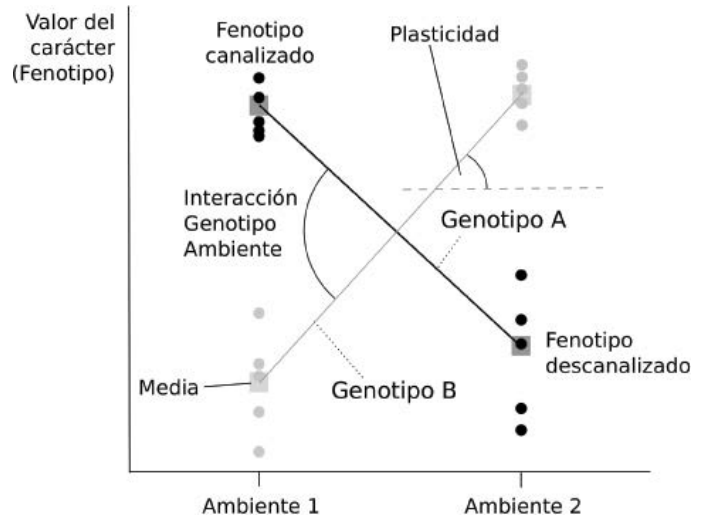 Valor del
carácter
(Fenotipo)
Fenotipo
canalizado
Plasticidad
Interacción
Genotipo
Ambiente
Genotipo A
Fenotipo
descanalizado
Media
Genotipo B
Ambiente 1
Ambiente 2